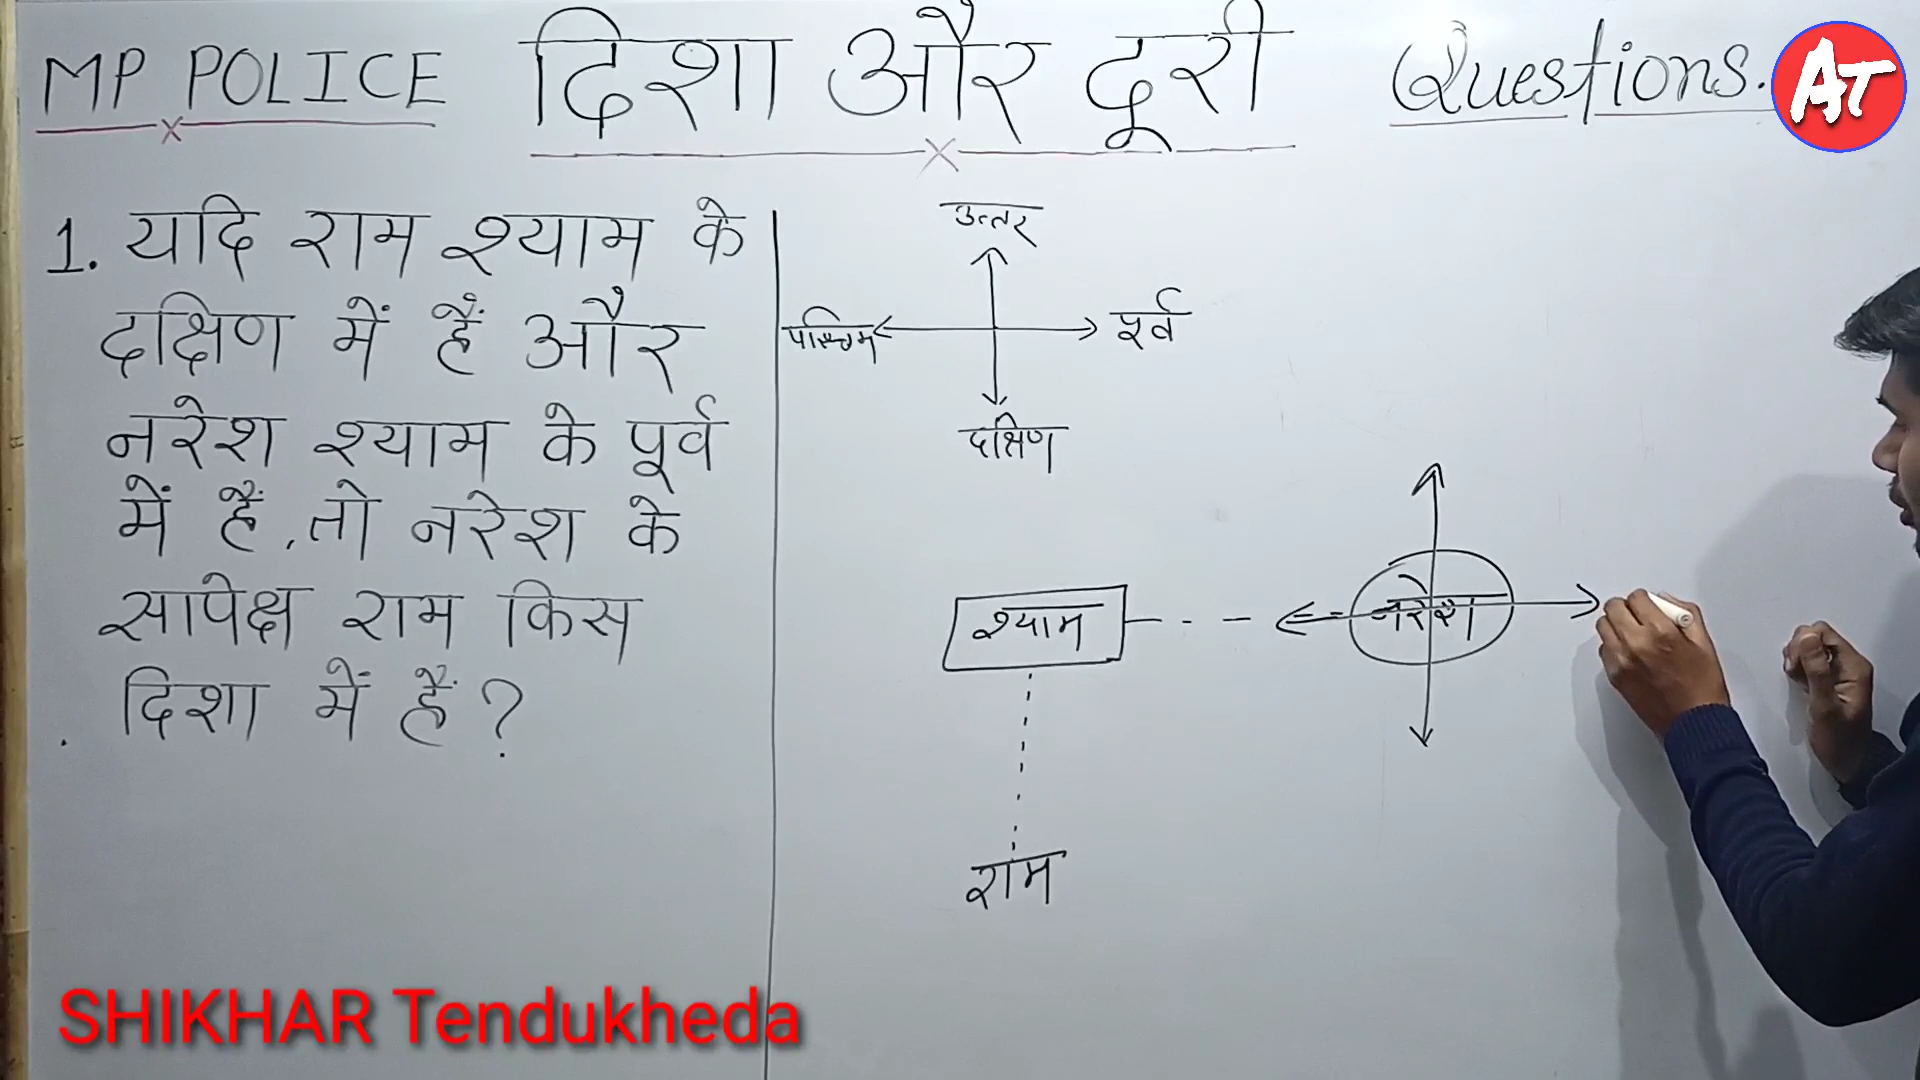 MP POLICE दिशा और दूरी Questions.
AT
1. यदि राम श्याम के
दक्षिण में हैं और
नरेश श्याम के पूर्व
में हैं, तो नरेश के
सापेक्ष राम किस
दिशा में हैं?
उत्तर
पश्चिम
पूर्व
दक्षिण
श्याम
नरेश
राम
SHIKHAR Tendukheda